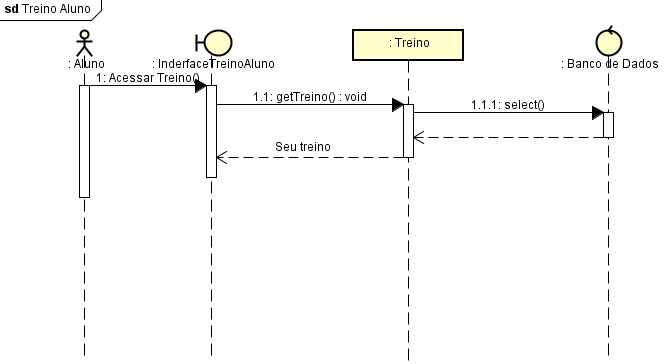 sd Treino Aluno
: Aluno
: InderfaceTreinoAluno
: Treino
: Banco de Dados
1: Acessar Treino()
1.1: getTreino() : void
1.1.1: select()
Seu treino